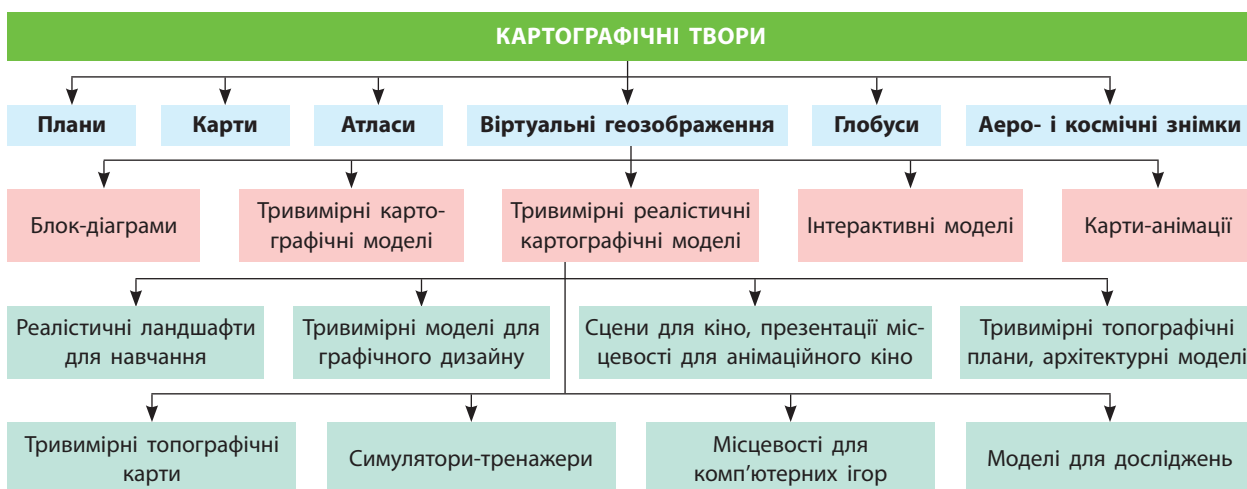 КАРТОГРАФІЧНІ ТВОРИ
Плани
Карти
Атласи
Віртуальні геозображення
Глобуси
Аеро- і космічні знімки
Блок-діаграми
Тривимірні карто-
графічні моделі
Тривимірні реалістичні
картографічні моделі
Інтерактивні моделі
Карти-анімації
Реалістичні ландшафти
для навчання
Тривимірні моделі для
графічного дизайну
Сцени для кіно, презентації міс-
цевості для анімаційного кіно
Тривимірні топографічні
плани, архітектурні моделі
Тривимірні топографічні
карти
Симулятори-тренажери
Місцевості для
комп’ютерних ігор
Моделі для досліджень